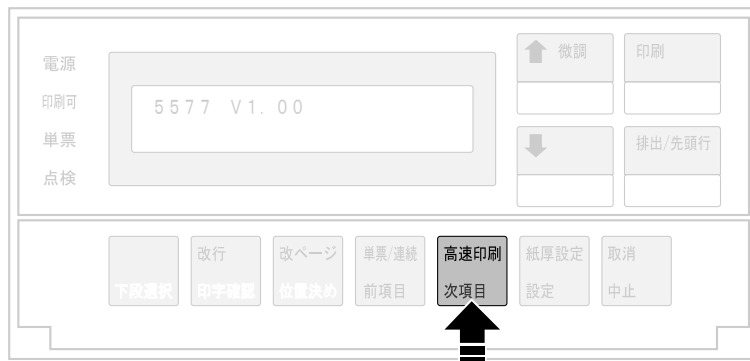 電源
印刷可
単票
点検
5577 V1.00
微調
印刷
排出/先頭行
下段選択
改行
印字確認
改ページ
位置決め
単票/連続
前項目
高速印刷
次項目
紙厚設定
設定
取消
中止